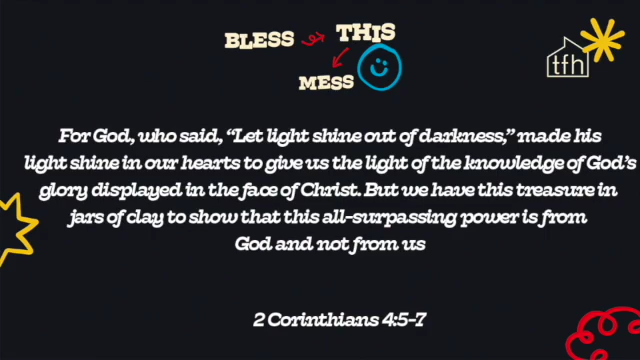 BLESS THIS
MESS
tfh
For God, who said, “Let light shine out of darkness,” made his
light shine in our hearts to give us the light of the knowledge of God’s
glory displayed in the face of Christ. But we have this treasure in
jars of clay to show that this all-surpassing power is from
God and not from us
2 Corinthians 4:5-7